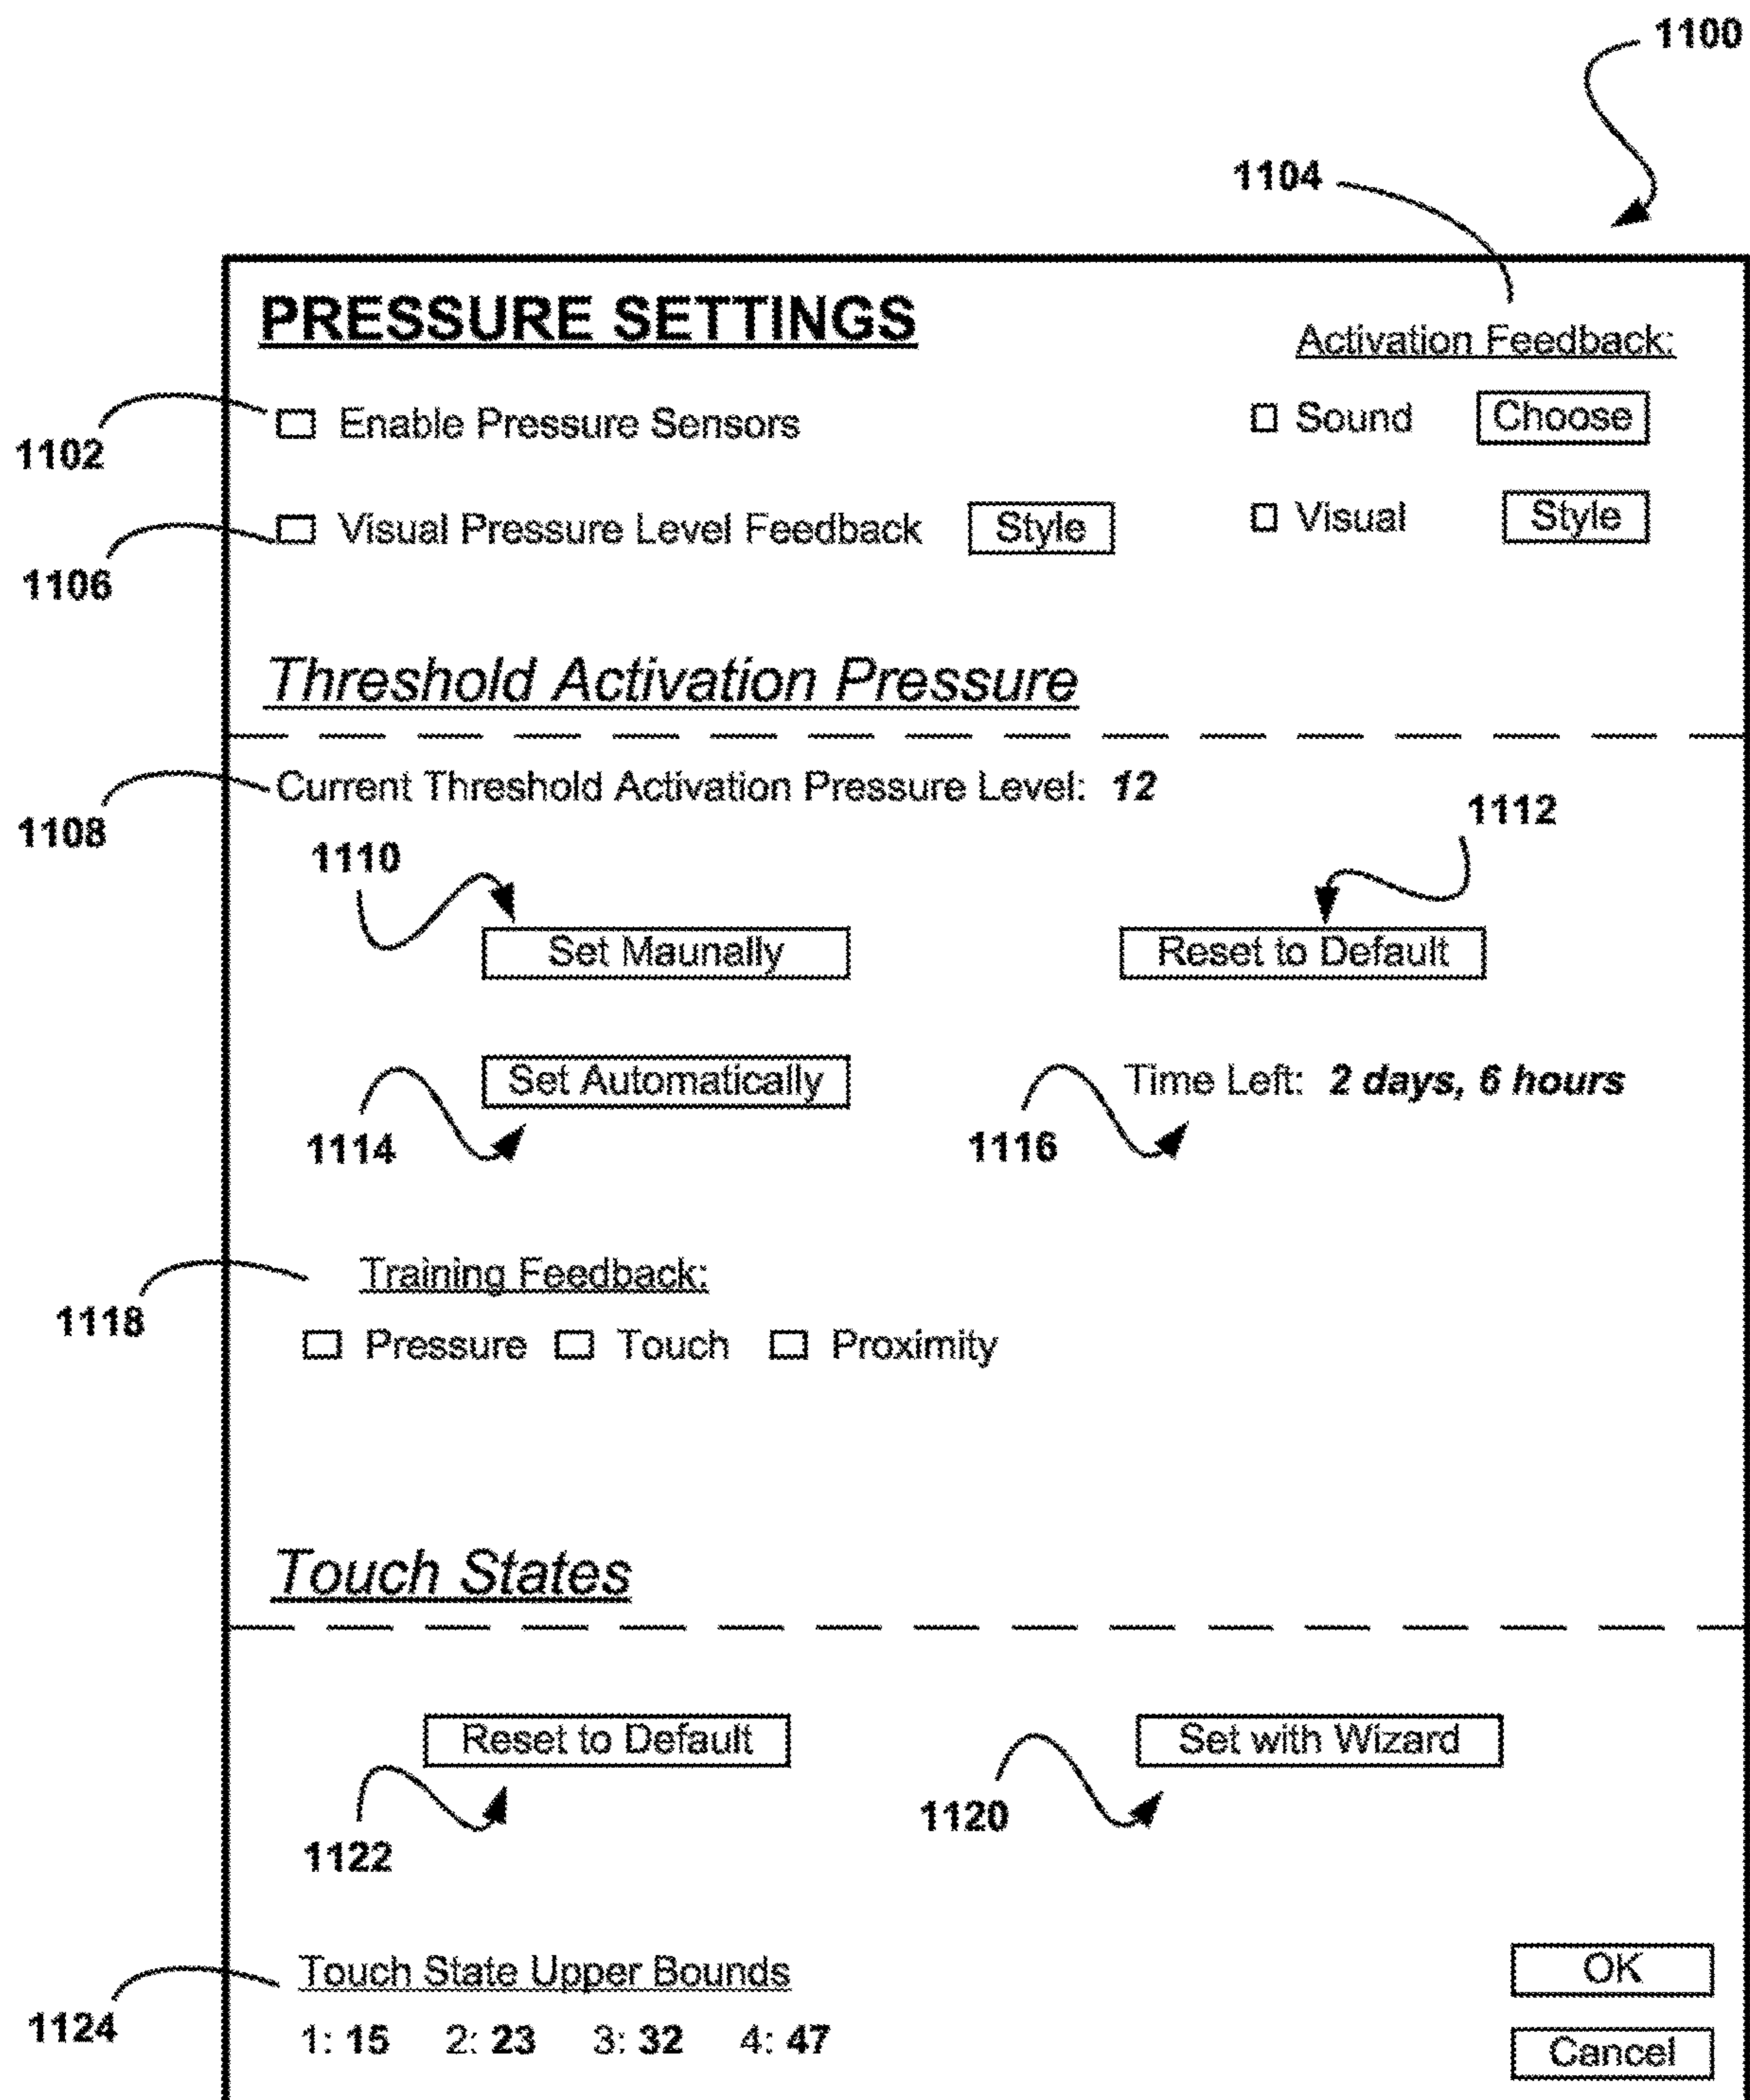 1100
1104
PRESSURE SETTINGS
Activation Feedback:
1102
Enable Pressure Sensors
Sound Choose
1106
Visual Pressure Level Feedback Style
Visual Style
Threshold Activation Pressure
1108
Current Threshold Activation Pressure Level: 12
1110
1112
Set Maunally
Reset to Default
Set Automatically
Time Left: 2 days, 6 hours
1114
1116
1118
Training Feedback:
Pressure Touch Proximity
Touch States
Reset to Default
Set with Wizard
1122
1120
1124
Touch State Upper Bounds
1: 15 2: 23 3: 32 4: 47
OK
Cancel